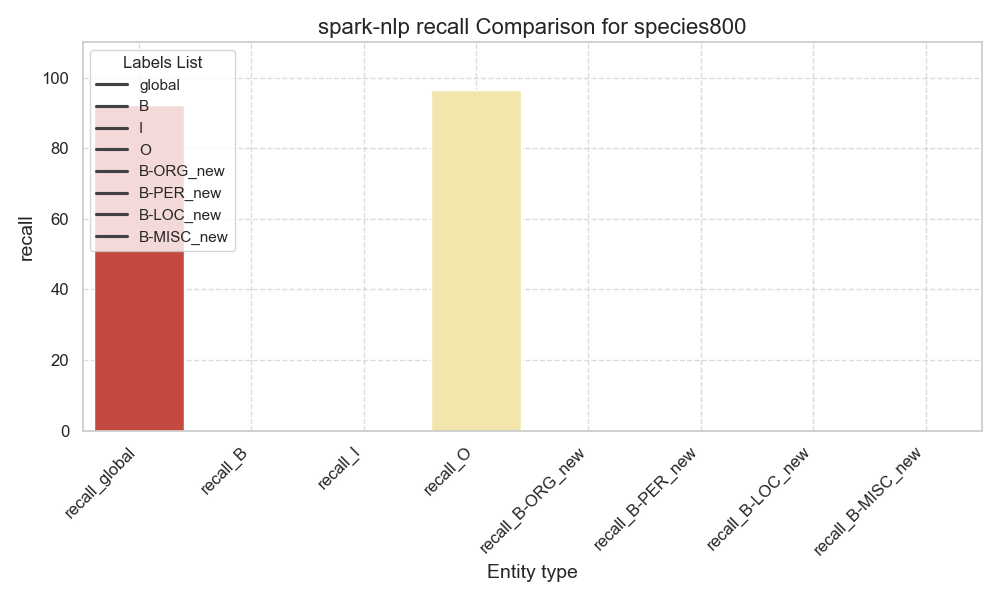 spark-nlp recall Comparison for species800
Labels List
global
B
I
O
B-ORG_new
B-PER_new
B-LOC_new
B-MISC_new
100
80
60
40
20
0
recall
recall_global
recall_B
recall_I
recall_O
recall_B-ORG_new
recall_B-PER_new
recall_B-LOC_new
recall_B-MISC_new
Entity type